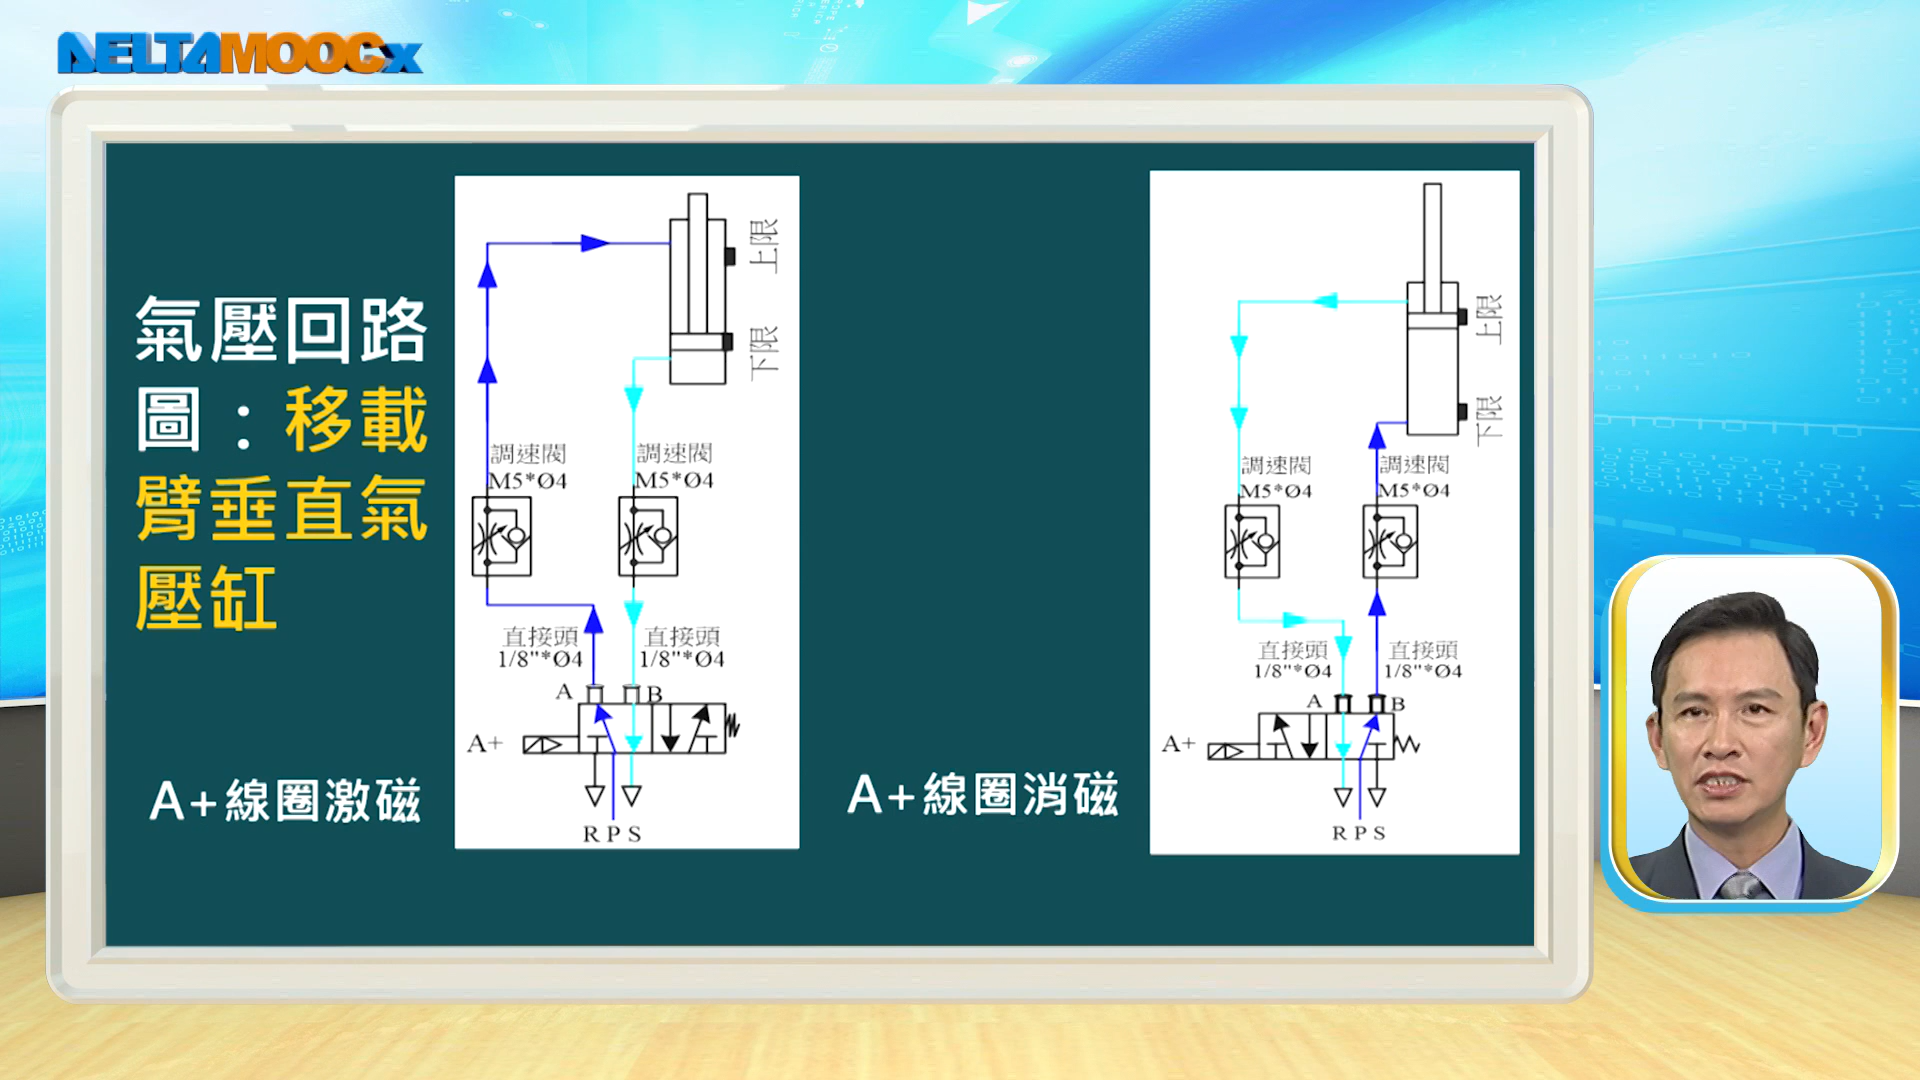 DELTAMOOCx
氣壓回路
圖：移載
臂垂直氣
壓缸
A+線圈激磁
上限
下限
調速閥
M5*Ø4
調速閥
M5*Ø4
直接頭
1/8"*Ø4
直接頭
1/8"*Ø4
A
B
A+
R P S
A+線圈消磁
上限
下限
調速閥
M5*Ø4
調速閥
M5*Ø4
直接頭
1/8"*Ø4
直接頭
1/8"*Ø4
A
B
A+
R P S